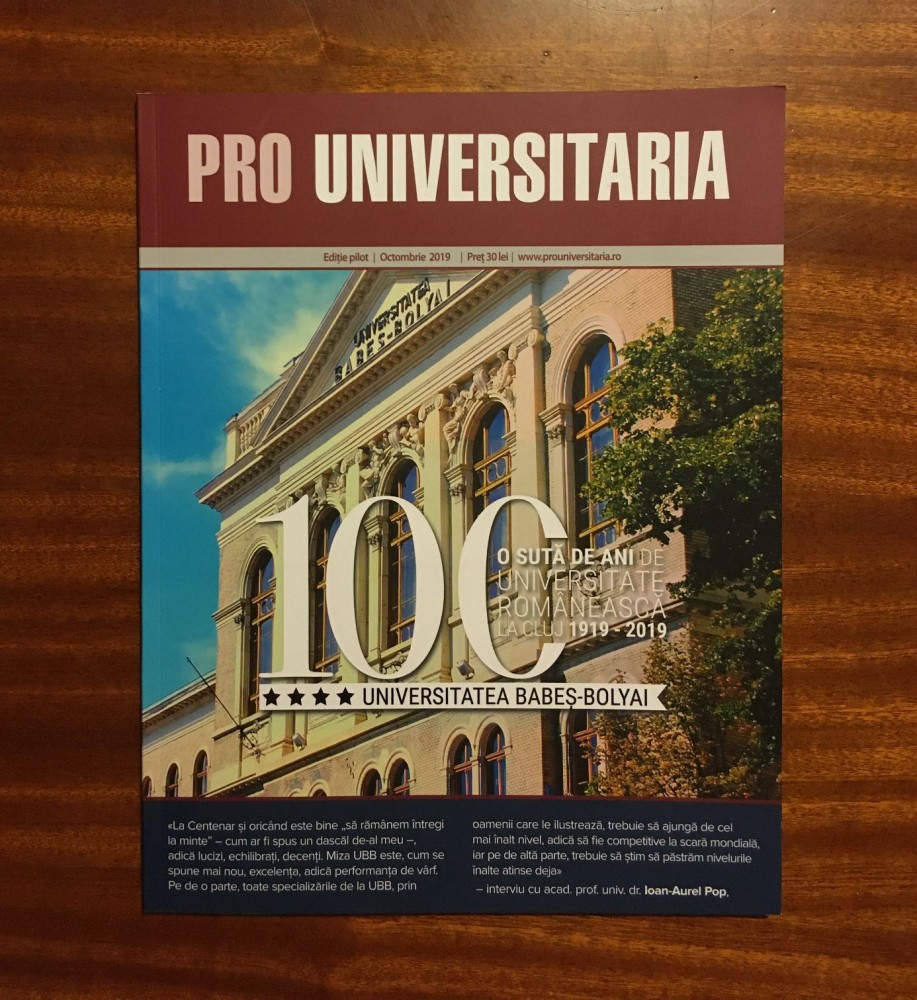 PRO UNIVERSITARIA
Ediție pilot | Octombrie 2019 | Preț 30 lei | www.prouniversitaria.ro
UNIVERSITATEA
BABEȘ-BOLYAI
100
O SUTĂ DE ANI DE
UNIVERSITATE
ROMÂNEASCĂ
LA CLUJ 1919 - 2019
★★★★ UNIVERSITATEA BABEȘ-BOLYAI
«La Centenar și oricând este bine „să rămânem întregi
la minte” – cum ar fi spus un dascăl de-al meu –,
adică lucizi, echilibrați, decenți. Miza UBB este, cum se
spune mai nou, excelența, adică performanța de vârf.
Pe de o parte, toate specializările de la UBB, prin
oamenii care le ilustrează, trebuie să ajungă de cel
mai înalt nivel, adică să fie competitive la scară mondială,
iar pe de altă parte, trebuie să știm să păstrăm nivelurile
înalte atinse deja»
– interviu cu acad. prof. univ. dr. Ioan-Aurel Pop.